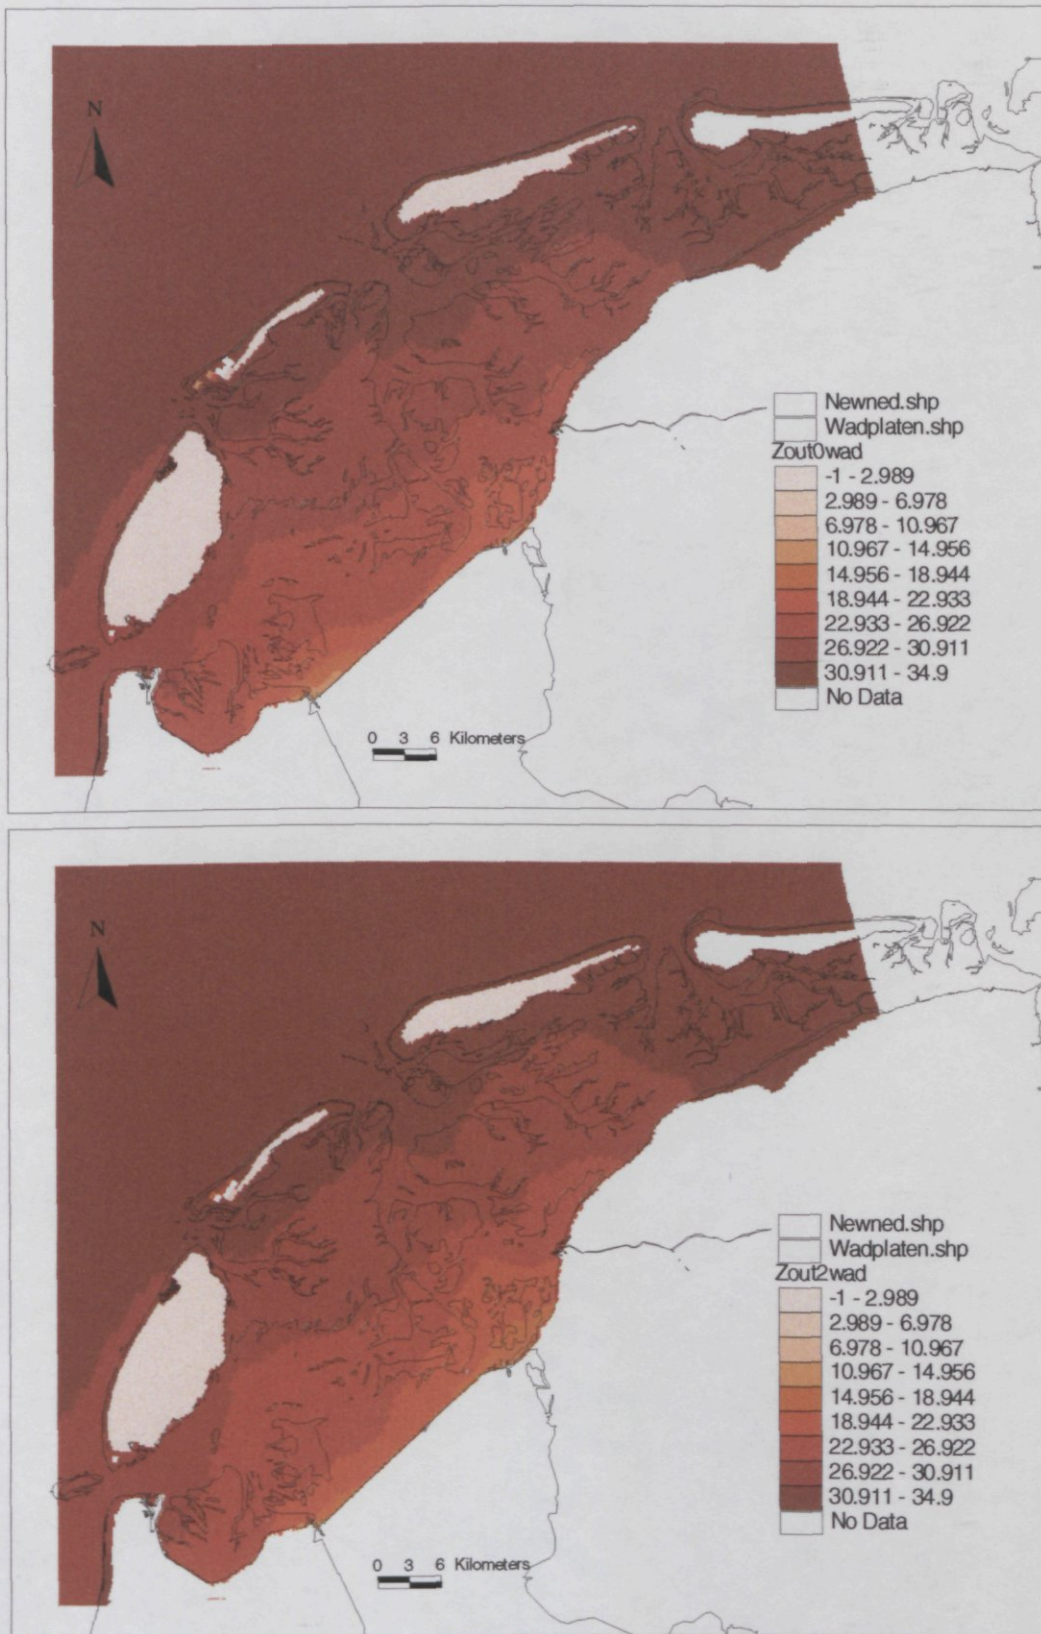 N
Newned.shp
Wadplaten.shp
Zout0wad
-1 - 2.989
2.989 - 6.978
6.978 - 10.967
10.967 - 14.956
14.956 - 18.944
18.944 - 22.933
22.933 - 26.922
26.922 - 30.911
30.911 - 34.9
No Data
0 3 6 Kilometers
N
Newned.shp
Wadplaten.shp
Zout2wad
-1 - 2.989
2.989 - 6.978
6.978 - 10.967
10.967 - 14.956
14.956 - 18.944
18.944 - 22.933
22.933 - 26.922
26.922 - 30.911
30.911 - 34.9
No Data
0 3 6 Kilometers